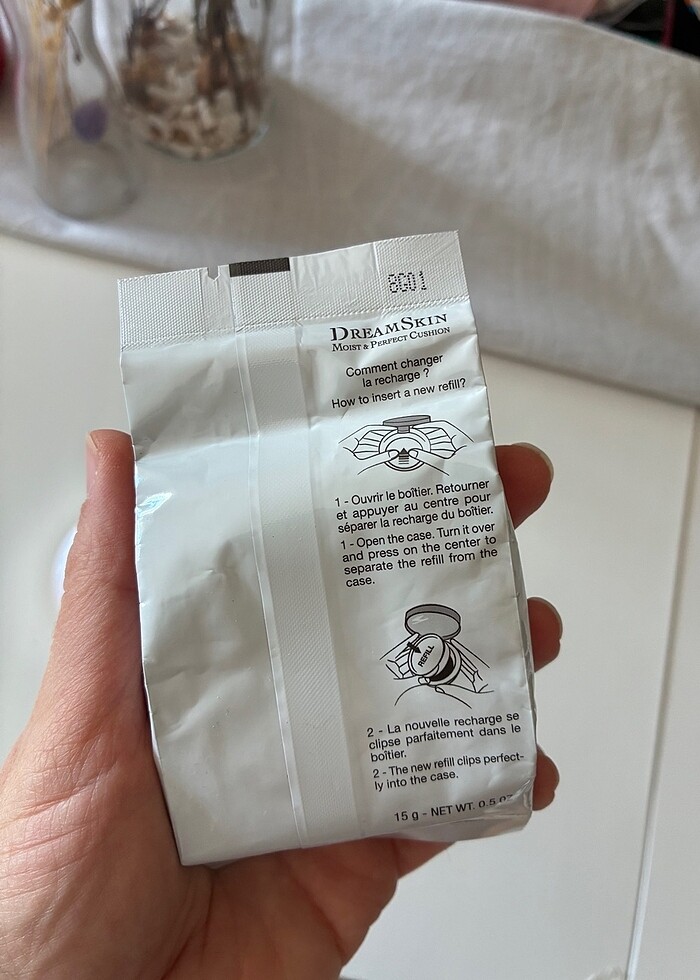 8G01
DREAMSKIN
MOIST & PERFECT CUSHION
Comment changer
la recharge ?
How to insert a new refill?
1 - Ouvrir le boîtier. Retourner
et appuyer au centre pour
séparer la recharge du boîtier.
1 - Open the case. Turn it over
and press on the center to
separate the refill from the
case.
REFILL
2 - La nouvelle recharge se
clipse parfaitement dans le
boîtier.
2 - The new refill clips perfect-
ly into the case.
15 g - NET WT. 0.5 OZ